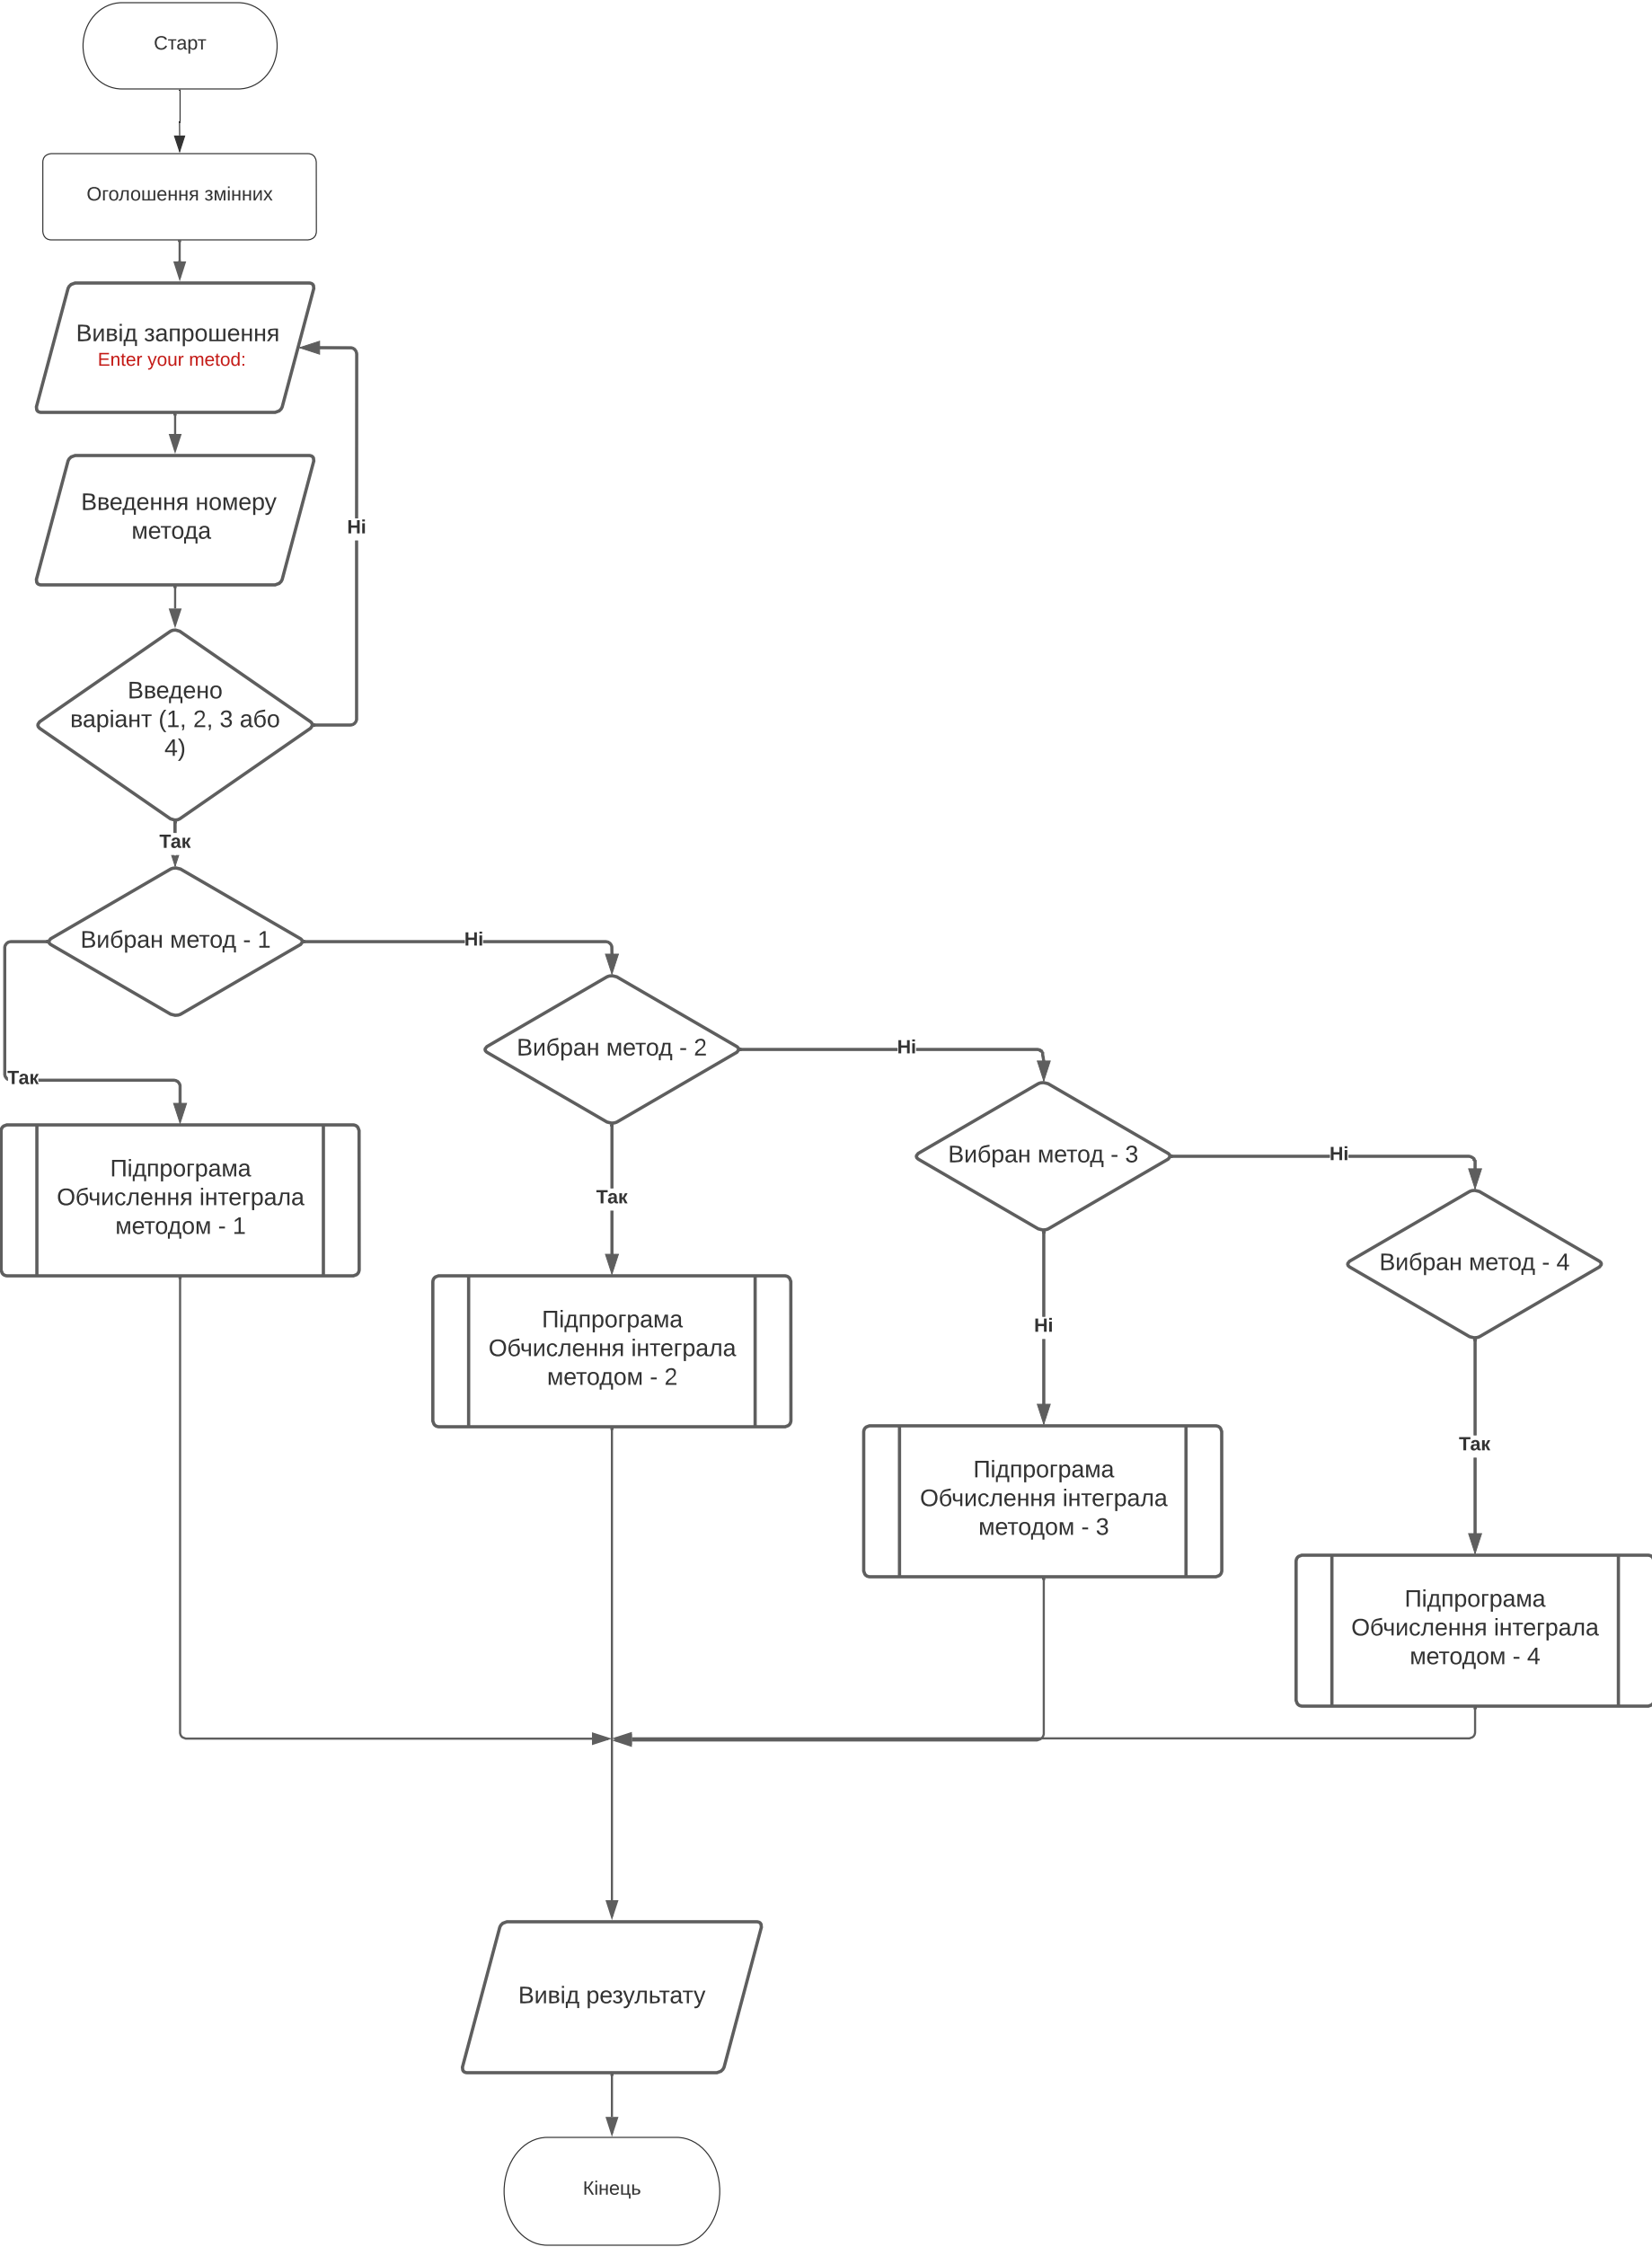 Старт
Оголошення змінних
Вивід запрошення
Enter your metod:
Введення номеру
метода
Ні
Введено
варіант (1, 2, 3 або
4)
Так
Вибран метод - 1
Ні
Вибран метод - 2
Ні
Так
Вибран метод - 3
Ні
Підпрограма
Обчислення інтеграла
методом - 1
Так
Вибран метод - 4
Підпрограма
Обчислення інтеграла
методом - 2
Ні
Так
Підпрограма
Обчислення інтеграла
методом - 3
Підпрограма
Обчислення інтеграла
методом - 4
Вивід результату
Кінець